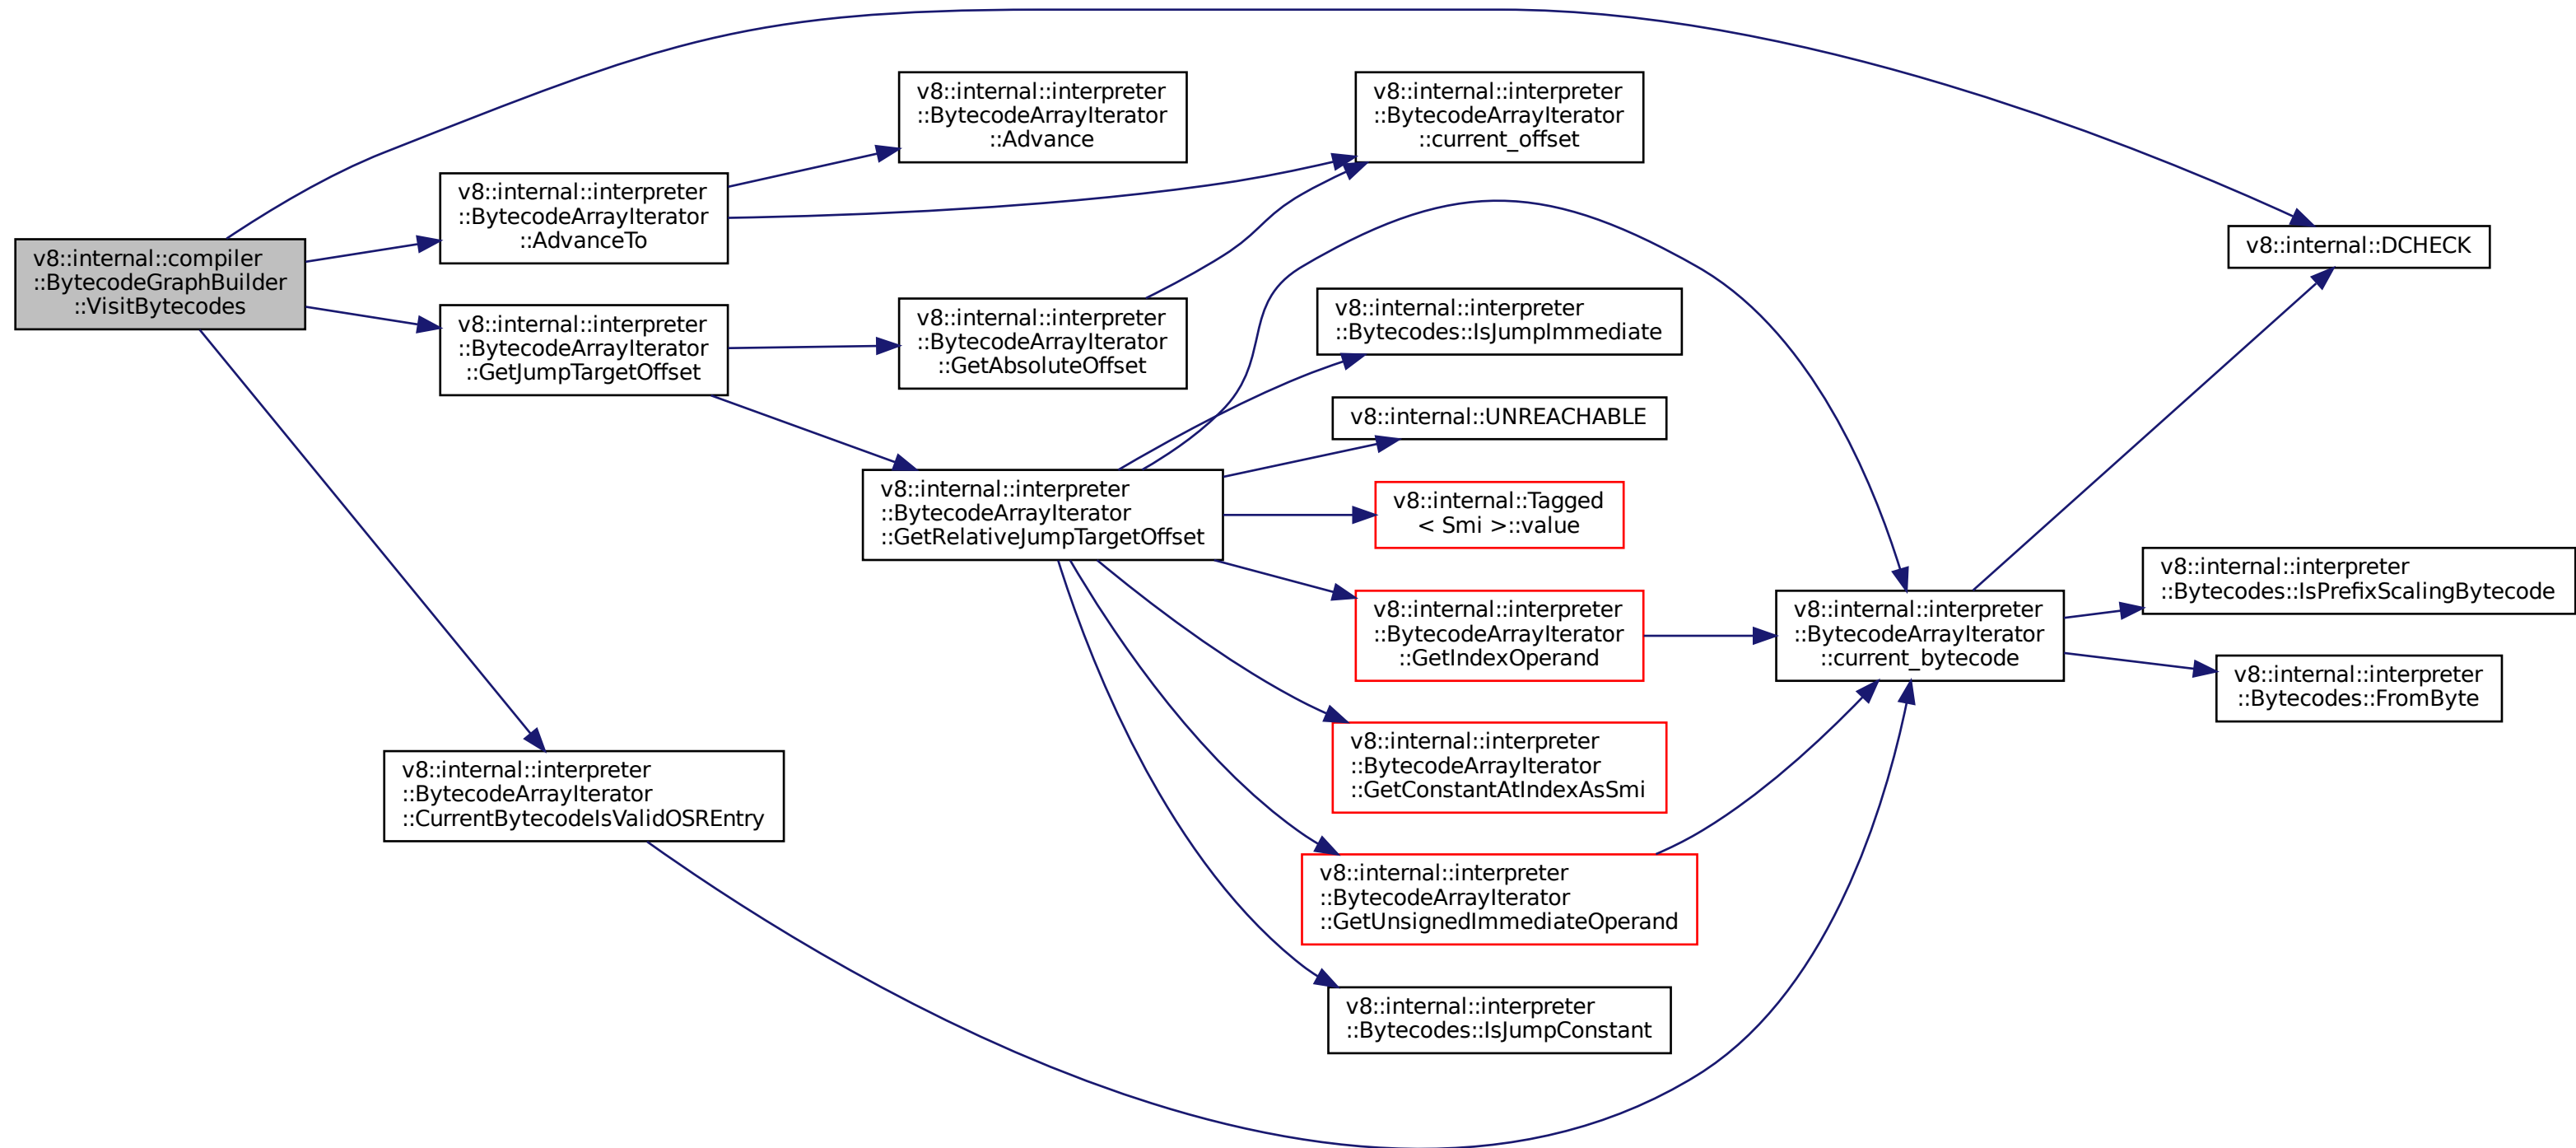 v8::internal::compiler
::BytecodeGraphBuilder
::VisitBytecodes
v8::internal::interpreter
::BytecodeArrayIterator
::AdvanceTo
v8::internal::interpreter
::BytecodeArrayIterator
::GetJumpTargetOffset
v8::internal::interpreter
::BytecodeArrayIterator
::CurrentBytecodeIsValidOSREntry
v8::internal::interpreter
::BytecodeArrayIterator
::Advance
v8::internal::interpreter
::BytecodeArrayIterator
::GetAbsoluteOffset
v8::internal::interpreter
::BytecodeArrayIterator
::GetRelativeJumpTargetOffset
v8::internal::interpreter
::BytecodeArrayIterator
::current_offset
v8::internal::interpreter
::Bytecodes::IsJumpImmediate
v8::internal::UNREACHABLE
v8::internal::Tagged
< Smi >::value
v8::internal::interpreter
::BytecodeArrayIterator
::GetIndexOperand
v8::internal::interpreter
::BytecodeArrayIterator
::GetConstantAtIndexAsSmi
v8::internal::interpreter
::BytecodeArrayIterator
::GetUnsignedImmediateOperand
v8::internal::interpreter
::Bytecodes::IsJumpConstant
v8::internal::interpreter
::BytecodeArrayIterator
::current_bytecode
v8::internal::DCHECK
v8::internal::interpreter
::Bytecodes::IsPrefixScalingBytecode
v8::internal::interpreter
::Bytecodes::FromByte